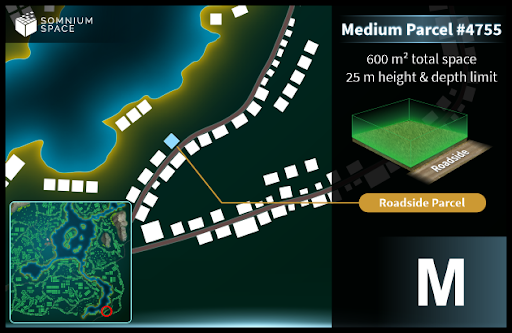 SOMNIUM
SPACE
Medium Parcel #4755
600 m² total space
25 m height & depth limit
Roadside
Roadside Parcel
M